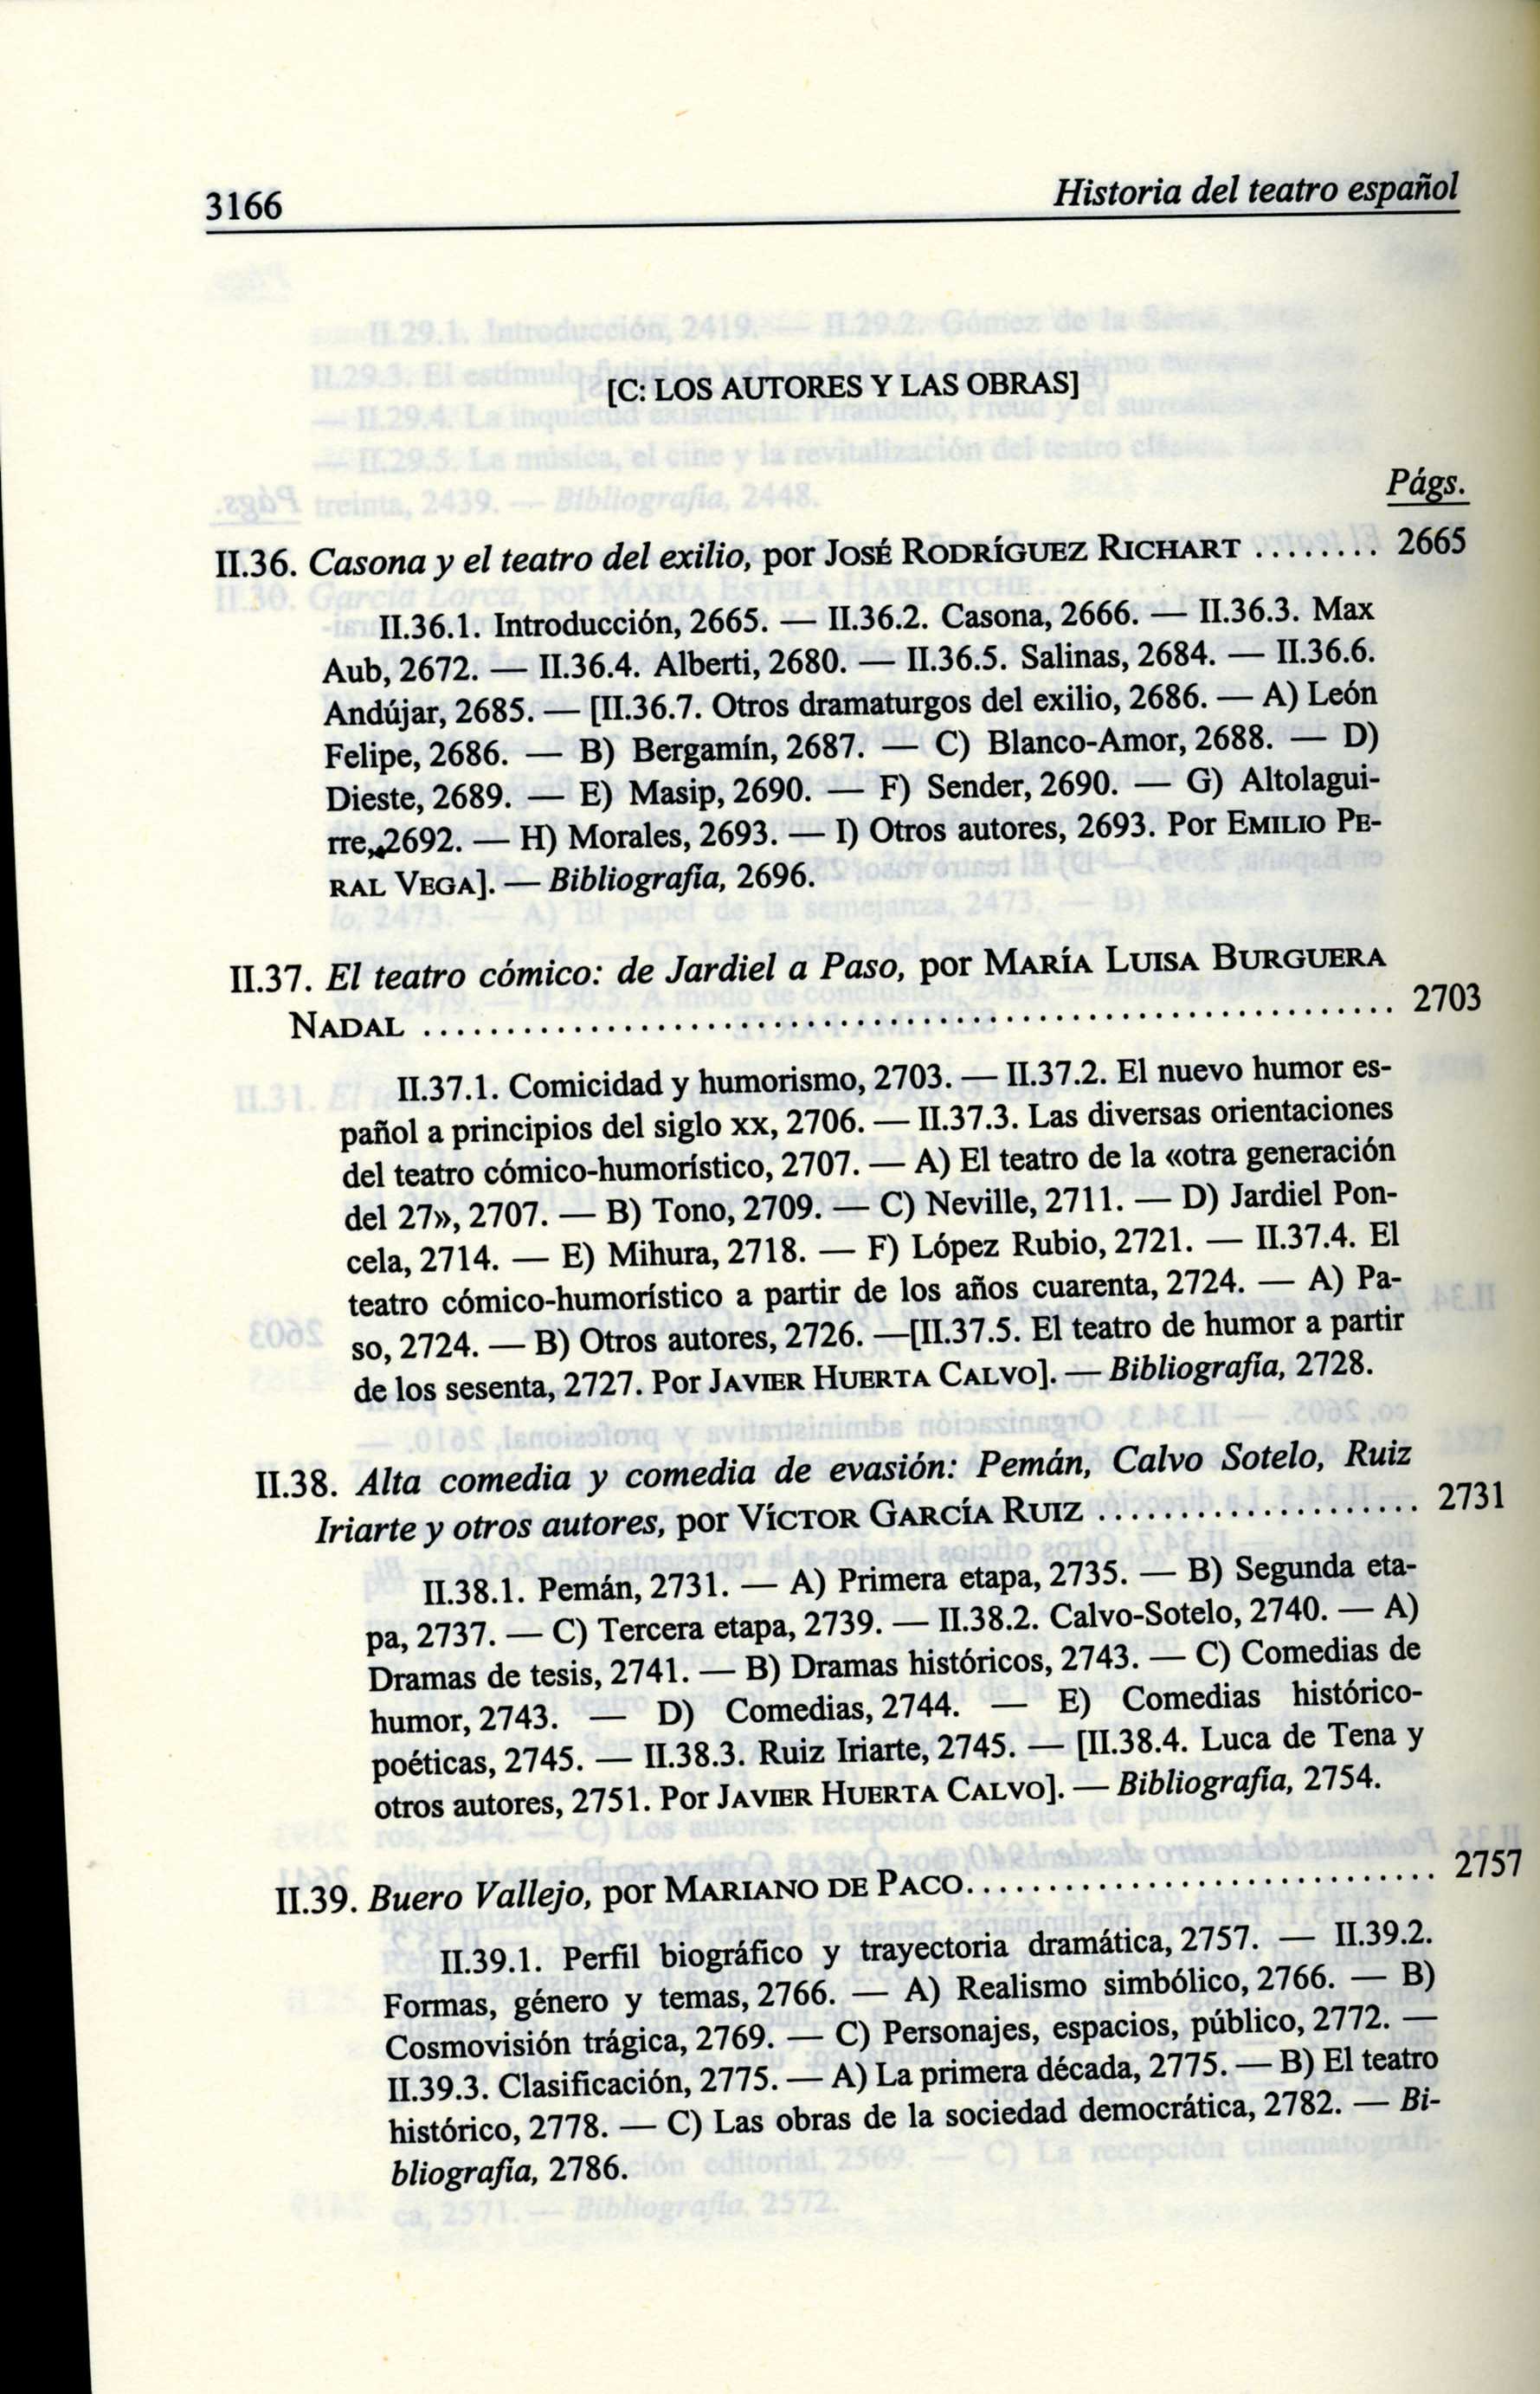 3166
Historia del teatro español
[C: LOS AUTORES Y LAS OBRAS]
Págs.
II.36. Casona y el teatro del exilio, por JOSÉ RODRÍGUEZ RICHART ........ 2665
II.36.1. Introducción, 2665. — II.36.2. Casona, 2666. — II.36.3. Max
Aub, 2672. — II.36.4. Alberti, 2680. — II.36.5. Salinas, 2684. — II.36.6.
Andújar, 2685. — [II.36.7. Otros dramaturgos del exilio, 2686. — A) León
Felipe, 2686. — B) Bergamín, 2687. — C) Blanco-Amor, 2688. — D)
Dieste, 2689. — E) Masip, 2690. — F) Sender, 2690. — G) Altolagui-
rre, 2692. — H) Morales, 2693. — I) Otros autores, 2693. Por EMILIO PE-
RAL VEGA]. — Bibliografía, 2696.
II.37. El teatro cómico: de Jardiel a Paso, por MARÍA LUISA BURGUERA
NADAL ............................................................ 2703
II.37.1. Comicidad y humorismo, 2703. — II.37.2. El nuevo humor es-
pañol a principios del siglo XX, 2706. — II.37.3. Las diversas orientaciones
del teatro cómico-humorístico, 2707. — A) El teatro de la «otra generación
del 27», 2707. — B) Tono, 2709. — C) Neville, 2711. — D) Jardiel Pon-
cela, 2714. — E) Mihura, 2718. — F) López Rubio, 2721. — II.37.4. El
teatro cómico-humorístico a partir de los años cuarenta, 2724. — A) Pa-
so, 2724. — B) Otros autores, 2726. —[II.37.5. El teatro de humor a partir
de los sesenta, 2727. Por JAVIER HUERTA CALVO]. — Bibliografía, 2728.
II.38. Alta comedia y comedia de evasión: Pemán, Calvo Sotelo, Ruiz
Iriarte y otros autores, por VÍCTOR GARCÍA RUIZ .................... 2731
II.38.1. Pemán, 2731. — A) Primera etapa, 2735. — B) Segunda eta-
pa, 2737. — C) Tercera etapa, 2739. — II.38.2. Calvo-Sotelo, 2740. — A)
Dramas de tesis, 2741. — B) Dramas históricos, 2743. — C) Comedias de
humor, 2743. — D) Comedias, 2744. — E) Comedias histórico-
poéticas, 2745. — II.38.3. Ruiz Iriarte, 2745. — [II.38.4. Luca de Tena y
otros autores, 2751. Por JAVIER HUERTA CALVO]. — Bibliografía, 2754.
II.39. Buero Vallejo, por MARIANO DE PACO............................. 2757
II.39.1. Perfil biográfico y trayectoria dramática, 2757. — II.39.2.
Formas, género y temas, 2766. — A) Realismo simbólico, 2766. — B)
Cosmovisión trágica, 2769. — C) Personajes, espacios, público, 2772. —
II.39.3. Clasificación, 2775. — A) La primera década, 2775. — B) El teatro
histórico, 2778. — C) Las obras de la sociedad democrática, 2782. — Bi-
bliografía, 2786.